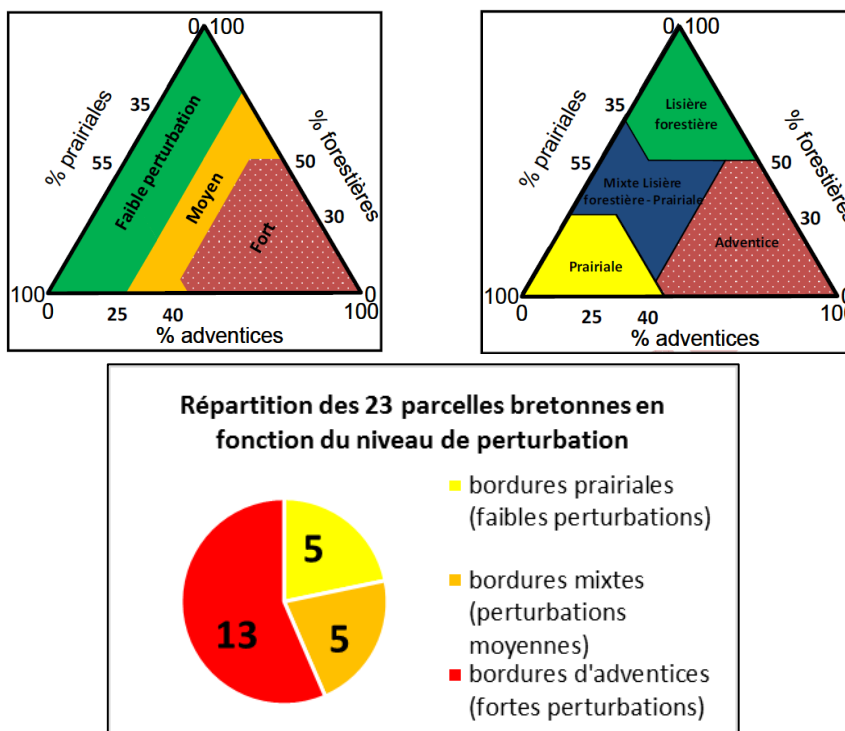 0 100
% prairiales
35
55
% forestières
50
30
Faible perturbation
Moyen
Fort
100
0
0
25
40
100
% adventices
0 100
% prairiales
35
55
% forestières
50
30
Lisière
forestière
Mixte Lisière
forestière - Prairiale
Adventice
Prairiale
100
0
0
25
40
100
% adventices
Répartition des 23 parcelles bretonnes en
fonction du niveau de perturbation
5
5
13
bordures prairiales
(faibles perturbations)
bordures mixtes
(perturbations
moyennes)
bordures d'adventices
(fortes perturbations)